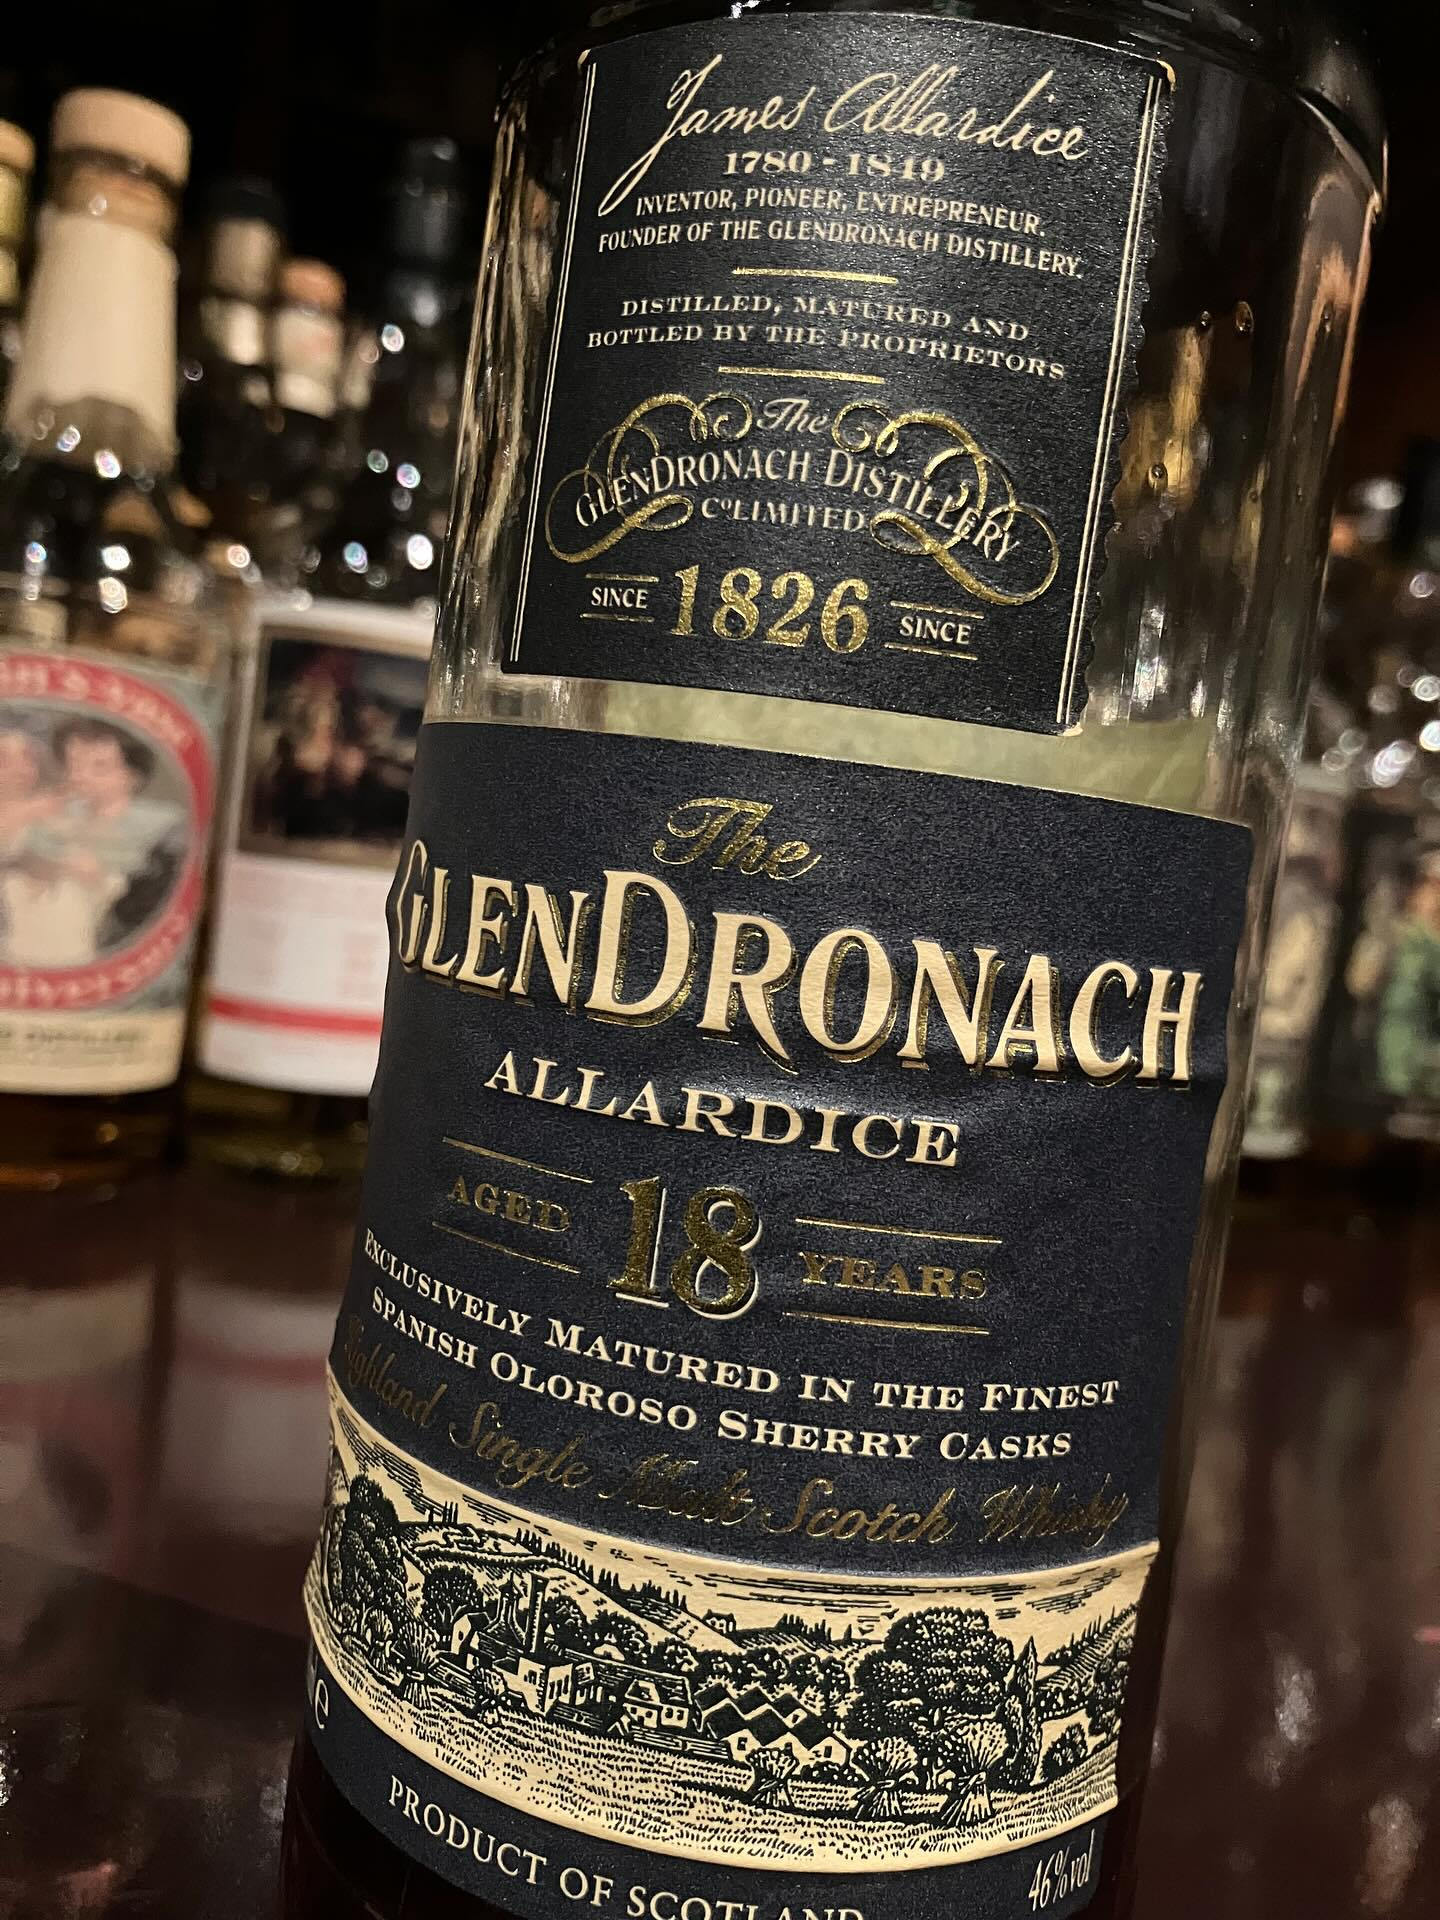 James Allardice
1780 - 1849
INVENTOR, PIONEER, ENTREPRENEUR.
FOUNDER OF THE GLENDRONACH DISTILLERY.
DISTILLED, MATURED AND
BOTTLED BY THE PROPRIETORS
The
GLENDRONACH DISTILLERY
Co LIMITED
SINCE 1826 SINCE
The
GLENDRONACH
ALLARDICE
AGED 18 YEARS
EXCLUSIVELY MATURED IN THE FINEST
SPANISH OLOROSO SHERRY CASKS
Highland Single Malt Scotch Whisky
e
PRODUCT OF SCOTLAND
46%vol